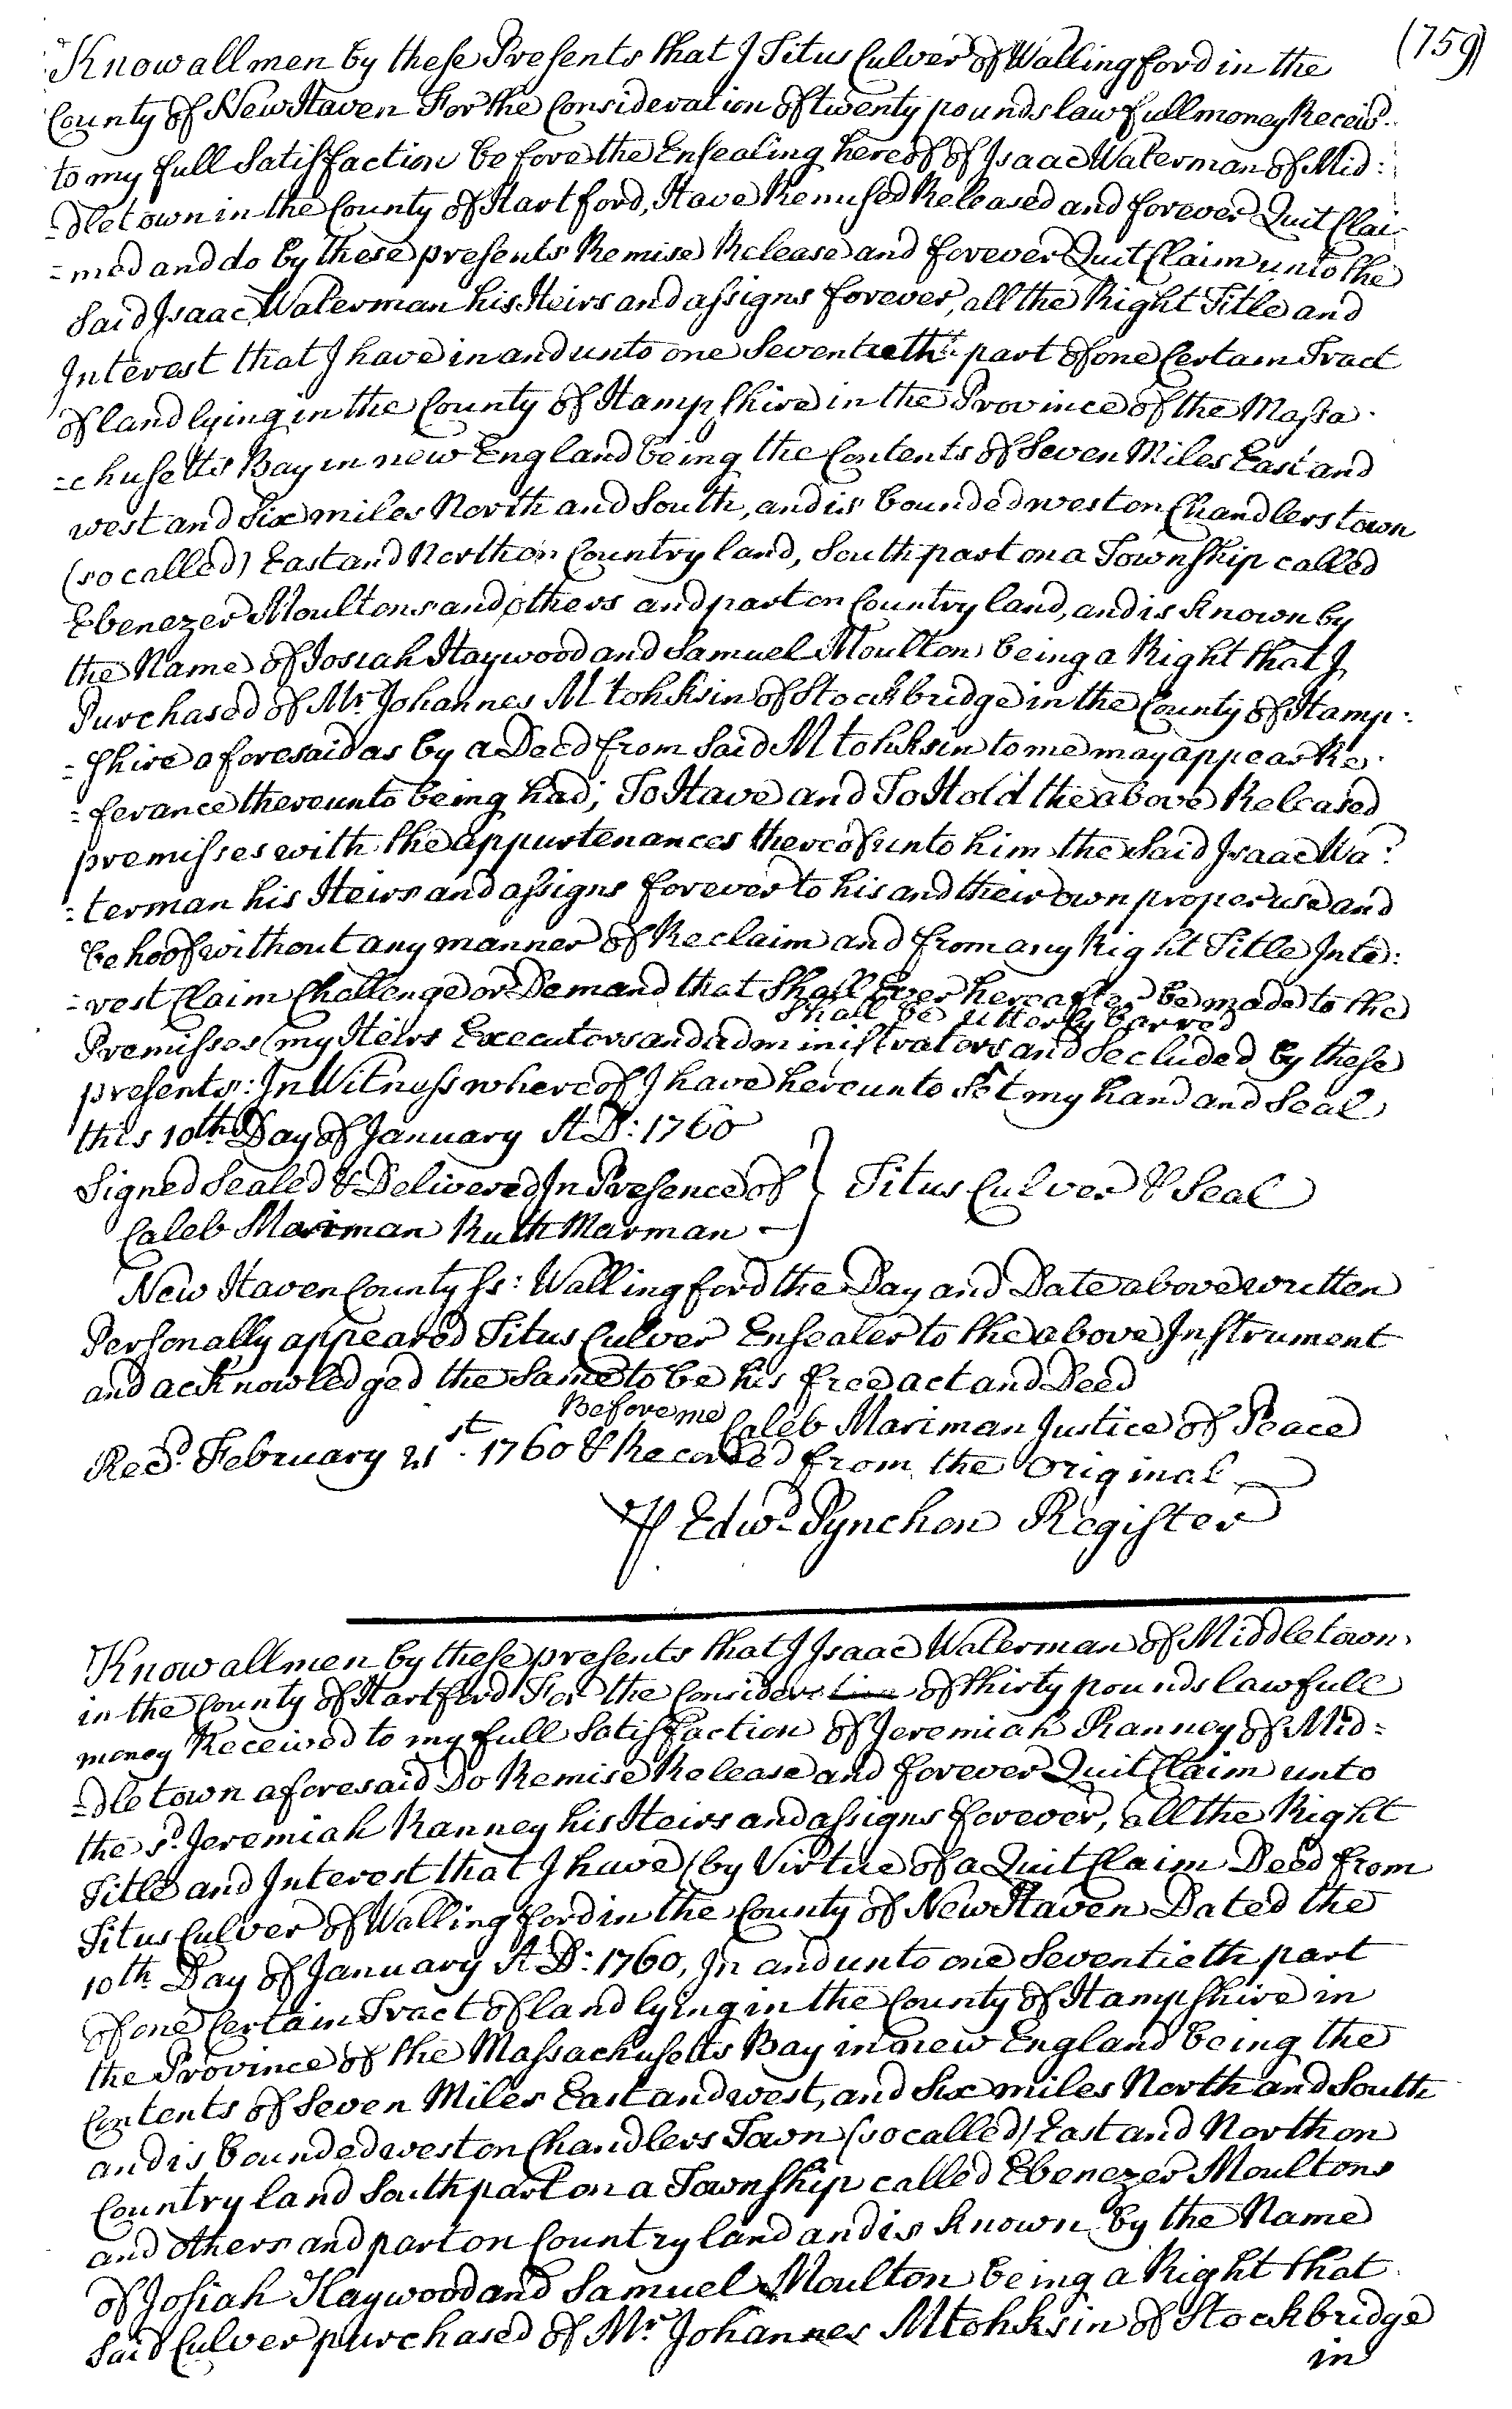 (759)
Know all men by these Presents that I Titus Culver of Wallingford in the
County of New Haven For the Consideration of twenty pounds lawfull money Receivd
to my full Satisfaction before the Ensealing hereof of Isaac Waterman of Mid:
=dletown in the County of Hartford, Have Remised Released and forever Quit Clai=
=med and do by these presents Remise Release and forever Quit Claim unto the
Said Isaac Waterman his Heirs and assigns forever, all the Right Title and
Interest that I have in and unto one Seventieth part of one Certain Tract
of land lying in the County of Hampshire in the Province of the Massa
=chusetts Bay in new England being the Contents of Seven Miles East and
west and Six miles North and South, and is bounded west on Chandlers town
(so called) East and North on Country land, South part on a Township called
Ebenezer Moultons and others and part on Country land, and is known by
the Name of Josiah Haywood and Samuel Moulton being a Right that I
Purchased of Mr. Johannes Mtohksin of Stockbridge in the County of Hamp:
=shire aforesaid as by a Deed from Said Mtohksin to me may appear Re:
=ferance thereunto being had; To Have and To Hold the above Released
premisses with the appurtenances thereof unto him the Said Isaac Wa:
=terman his Heirs and assigns forever to his and their own proper use and
behoof without any manner of Reclaim and from any Right Title Inte:
=rest Claim Challenge or Demand that Shall Ever hereafter be made to the
Shall be utterly barred
Premisses (my Heirs Executors and administrators and Secluded by these
presents: In Witness whereof I have hereunto Set my hand and Seal
this 10th Day of January A D: 1760
Signed Sealed & Delivered In Presence of } Titus Culver & Seal
Caleb Mariman Ruth Marman
New Haven County Ss: Wallingford the Day and Date above written
Personally appeared Titus Culver Ensealer to the above Instrument
and acknowledged the Same to be his free act and Deed
Before me Caleb Mariman Justice of Peace
Recd. February 21st. 1760 & Recorded from the Original
Edwd. Pynchon Register
Know all men by these presents that I Isaac Waterman of Middletown
in the County of Hartford For the Consideration of thirty pounds lawfull
money Received to my full Satisfaction of Jeremiah Ranney of Mid=
=dletown aforesaid Do Remise Release and forever Quit Claim unto
the sd. Jeremiah Ranney his Heirs and assigns forever, all the Right
Title and Interest that I have (by Virtue of a Quit Claim Deed from
Titus Culver of Wallingford in the County of New Haven Dated the
10th Day of January A D: 1760, In and unto one Seventieth part
of one Certain Tract of land lying in the County of Hampshire in
the Province of the Massachusetts Bay in new England being the
Contents of Seven Miles East and west, and Six miles North and South
and is bounded west on Chandlers Town (so called) East and North on
Country land South part on a Township called Ebenezer Moultons
and others and part on Country land and is known by the Name
of Josiah Haywood and Samuel Moulton being a Right that
Said Culver purchased of Mr. Johannes Mtohksin of Stockbridge
in